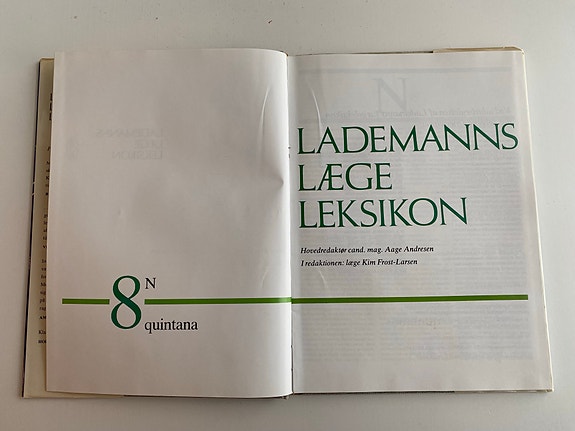 8
N
quintana
LADEMANNS
LÆGE
LEKSIKON
Hovedredaktør cand. mag. Aage Andresen
I redaktionen: læge Kim Frost-Larsen